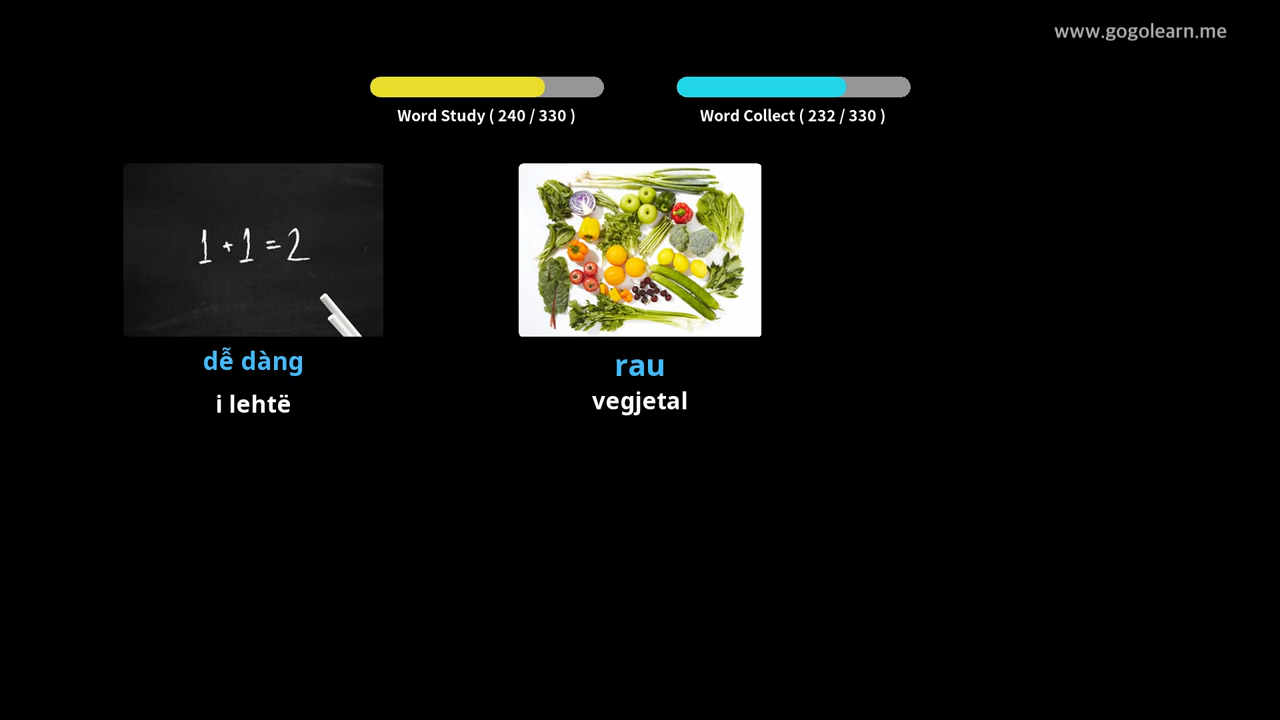 www.gogolearn.me
Word Study ( 240 / 330 )
Word Collect ( 232 / 330 )
1 + 1 = 2
dễ dàng
i lehtë
rau
vegjetal